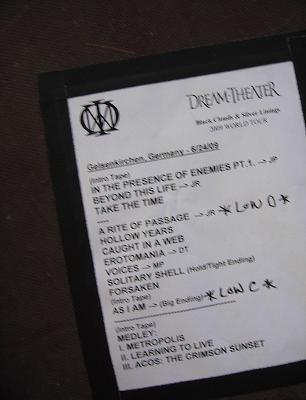 DREAM THEATER
Black Clouds & Silver Linings
2009 WORLD TOUR
Gelsenkirchen, Germany - 6/24/09
(Intro Tape)
IN THE PRESENCE OF ENEMIES PT.1. -> JP
BEYOND THIS LIFE -> JR
TAKE THE TIME
----
A RITE OF PASSAGE -> JR *LOW D*
HOLLOW YEARS
CAUGHT IN A WEB
EROTOMANIA -> DT
VOICES -> MP
SOLITARY SHELL (Hold/Tight Ending)
FORSAKEN
(Intro Tape)
AS I AM -> (Big Ending) *LOW C*
(Intro Tape)
MEDLEY:
I. METROPOLIS
II. LEARNING TO LIVE
III. ACOS: THE CRIMSON SUNSET